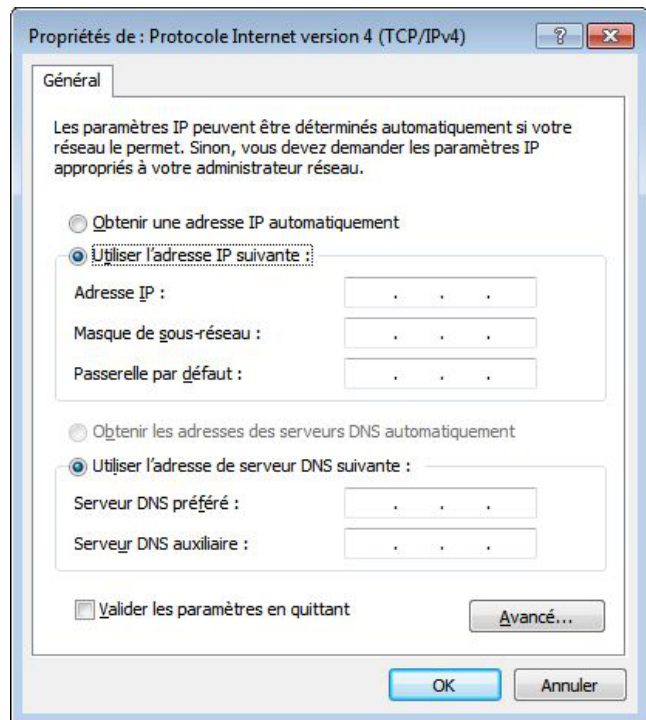 Propriétés de : Protocole Internet version 4 (TCP/IPv4)
Général
Les paramètres IP peuvent être déterminés automatiquement si votre
réseau le permet. Sinon, vous devez demander les paramètres IP
appropriés à votre administrateur réseau.
Obtenir une adresse IP automatiquement
Utiliser l'adresse IP suivante :
Adresse IP :
Masque de sous-réseau :
Passerelle par défaut :
Obtenir les adresses des serveurs DNS automatiquement
Utiliser l'adresse de serveur DNS suivante :
Serveur DNS préféré :
Serveur DNS auxiliaire :
Valider les paramètres en quittant
Avancé...
OK
Annuler